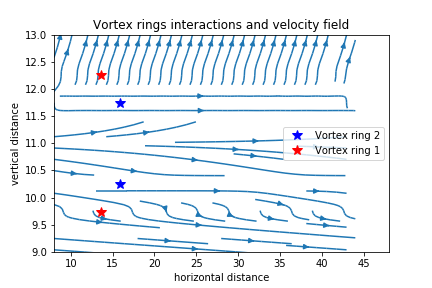 Vortex rings interactions and velocity field
13.0
12.5
12.0
11.5
11.0
10.5
10.0
9.5
9.0
vertical distance
Vortex ring 2
Vortex ring 1
10 15 20 25 30 35 40 45
horizontal distance